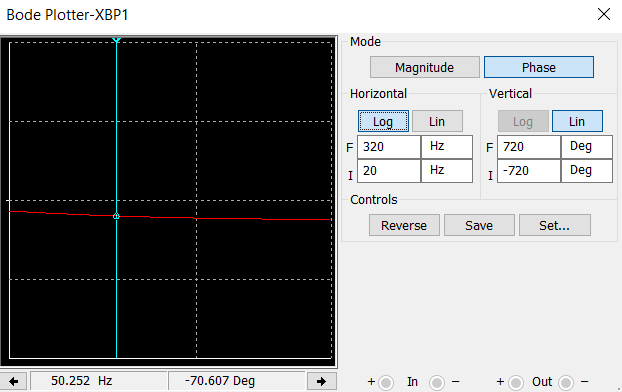 Bode Plotter-XBP1
Mode
Magnitude Phase
Horizontal Vertical
Log Lin Log Lin
F 320 Hz F 720 Deg
I 20 Hz I -720 Deg
Controls
Reverse Save Set...
50.252 Hz -70.607 Deg
+ In − + Out −